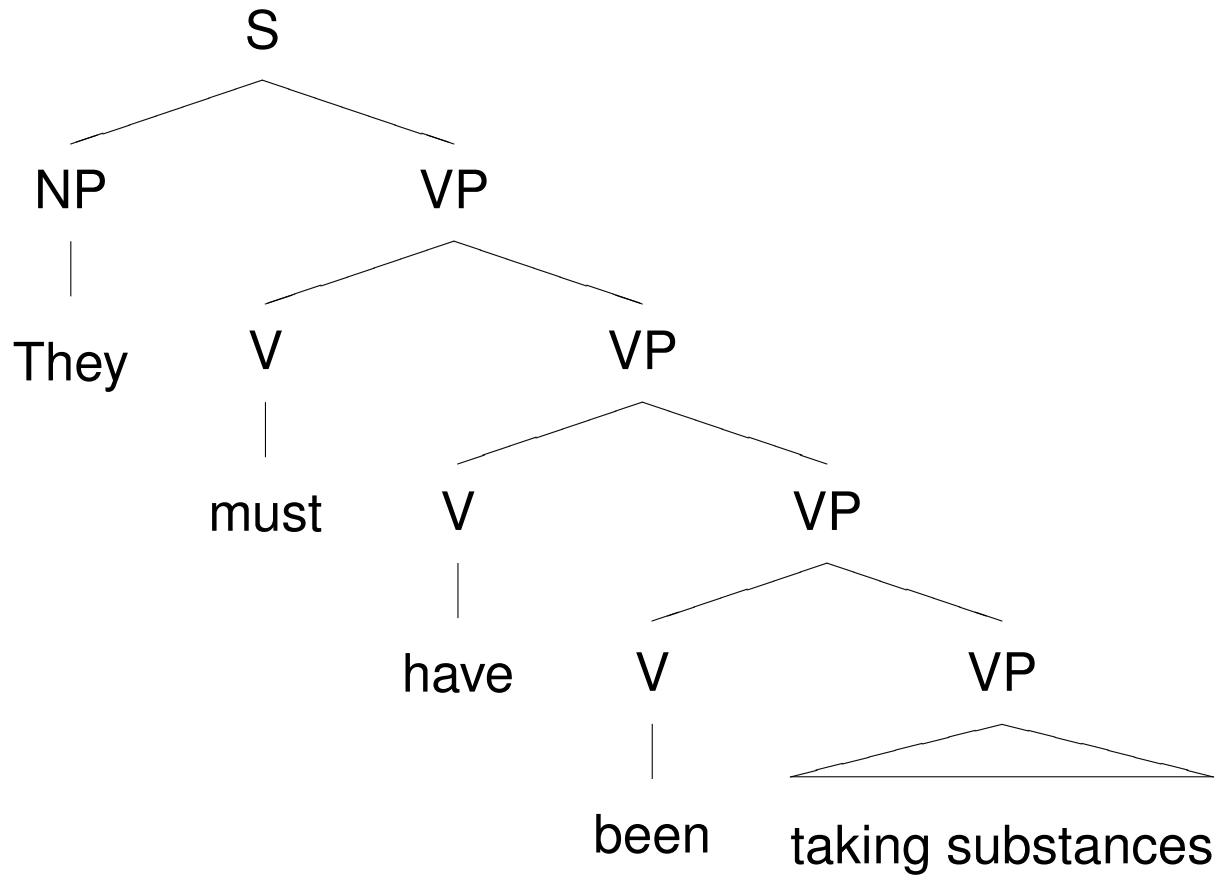 S
NP VP
They V VP
must V VP
have V VP
been taking substances